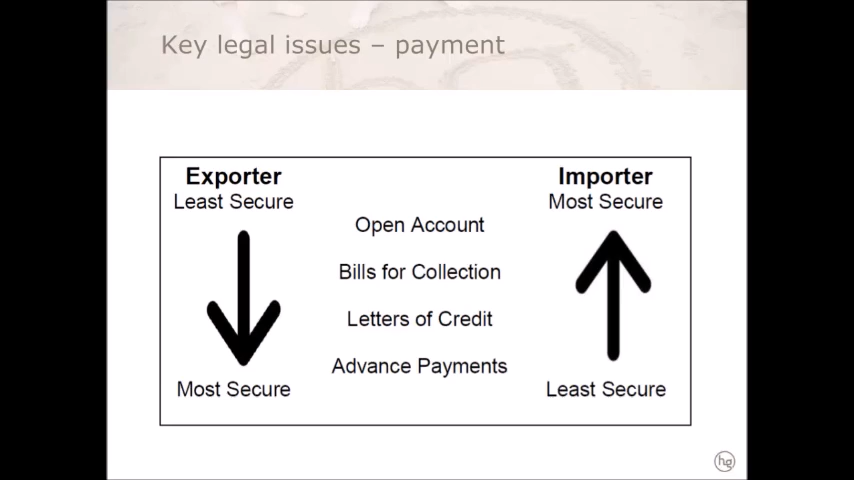 Key legal issues – payment
Exporter
Least Secure
Importer
Most Secure
Open Account
Bills for Collection
Letters of Credit
Advance Payments
Most Secure
Least Secure
hg